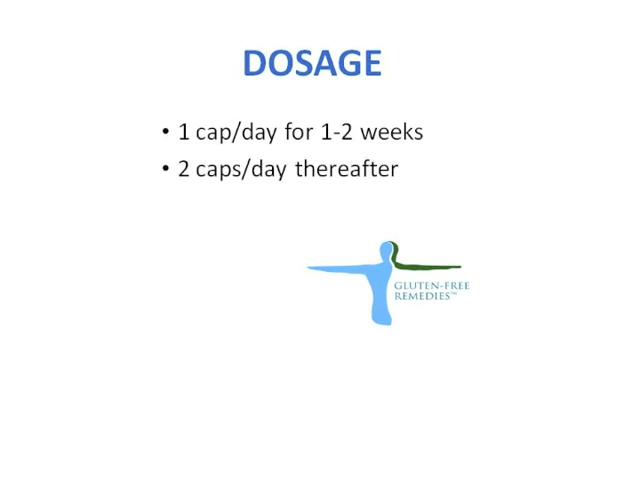 DOSAGE
• 1 cap/day for 1-2 weeks
• 2 caps/day thereafter
GLUTEN-FREE
REMEDIES™